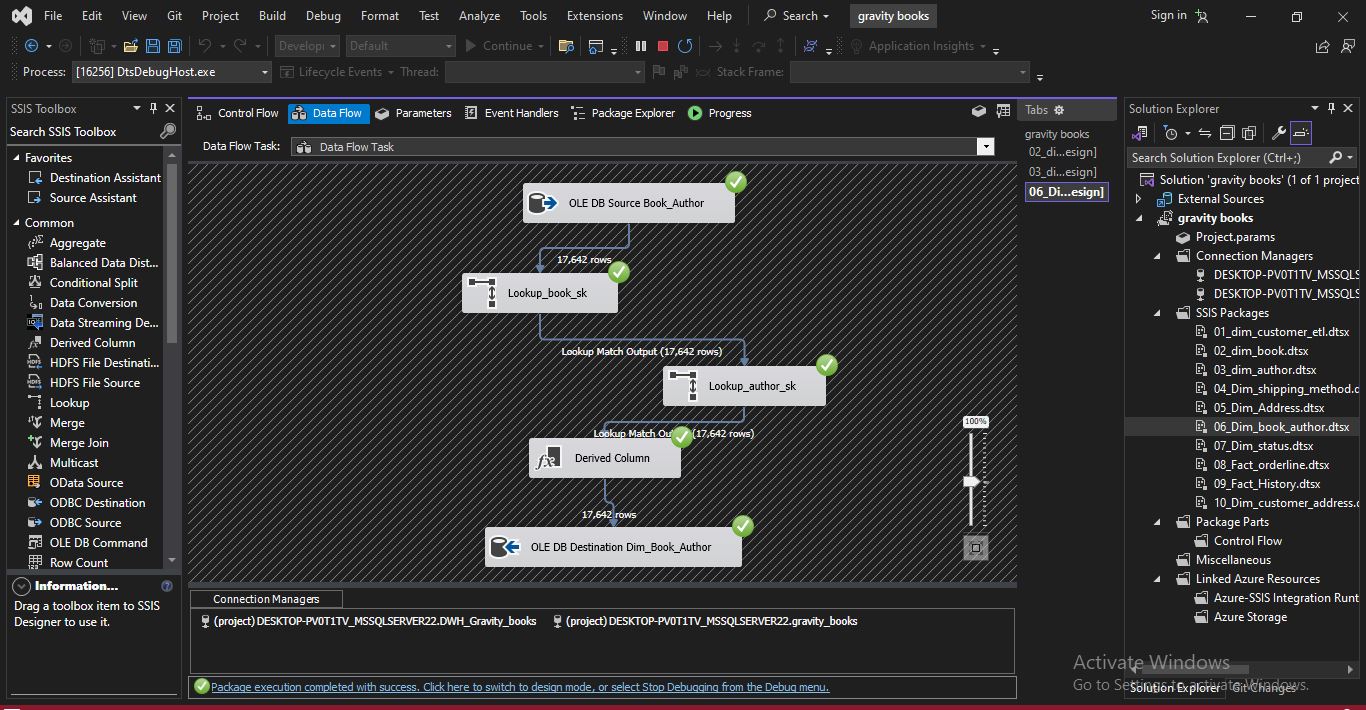 File Edit View Git Project Build Debug Format Test Analyze Tools Extensions Window Help Search gravity books Sign in
Develop Default Continue Application Insights
Process: [16256] DtsDebugHost.exe Lifecycle Events Thread: Stack Frame:
SSIS Toolbox
Search SSIS Toolbox
Favorites
Destination Assistant
Source Assistant
Common
Aggregate
Balanced Data Dist...
Conditional Split
Data Conversion
Data Streaming De...
Derived Column
HDFS File Destinati...
HDFS File Source
Lookup
Merge
Merge Join
Multicast
OData Source
ODBC Destination
ODBC Source
OLE DB Command
Row Count
Information...
Drag a toolbox item to SSIS
Designer to use it.
Control Flow Data Flow Parameters Event Handlers Package Explorer Progress
Data Flow Task: Data Flow Task
OLE DB Source Book_Author
17,642 rows
Lookup_book_sk
Lookup Match Output (17,642 rows)
Lookup_author_sk
Lookup Match Out (17,642 rows)
Derived Column
17,642 rows
OLE DB Destination Dim_Book_Author
100%
Connection Managers
(project) DESKTOP-PV0T1TV_MSSQLSERVER22.DWH_Gravity_books (project) DESKTOP-PV0T1TV_MSSQLSERVER22.gravity_books
Package execution completed with success. Click here to switch to design mode, or select Stop Debugging from the Debug menu.
Tabs
gravity books
02_di...esign]
03_di...esign]
06_Di...esign]
Solution Explorer
Search Solution Explorer (Ctrl+;)
Solution 'gravity books' (1 of 1 project
External Sources
gravity books
Project.params
Connection Managers
DESKTOP-PV0T1TV_MSSQLS
DESKTOP-PV0T1TV_MSSQLS
SSIS Packages
01_dim_customer_etl.dtsx
02_dim_book.dtsx
03_dim_author.dtsx
04_Dim_shipping_method.d
05_Dim_Address.dtsx
06_Dim_book_author.dtsx
07_Dim_status.dtsx
08_Fact_orderline.dtsx
09_Fact_History.dtsx
10_Dim_customer_address.d
Package Parts
Control Flow
Miscellaneous
Linked Azure Resources
Azure-SSIS Integration Runt
Azure Storage
Activate Windows
Go to Settings to activate Windows.
Solution Explorer Git Changes